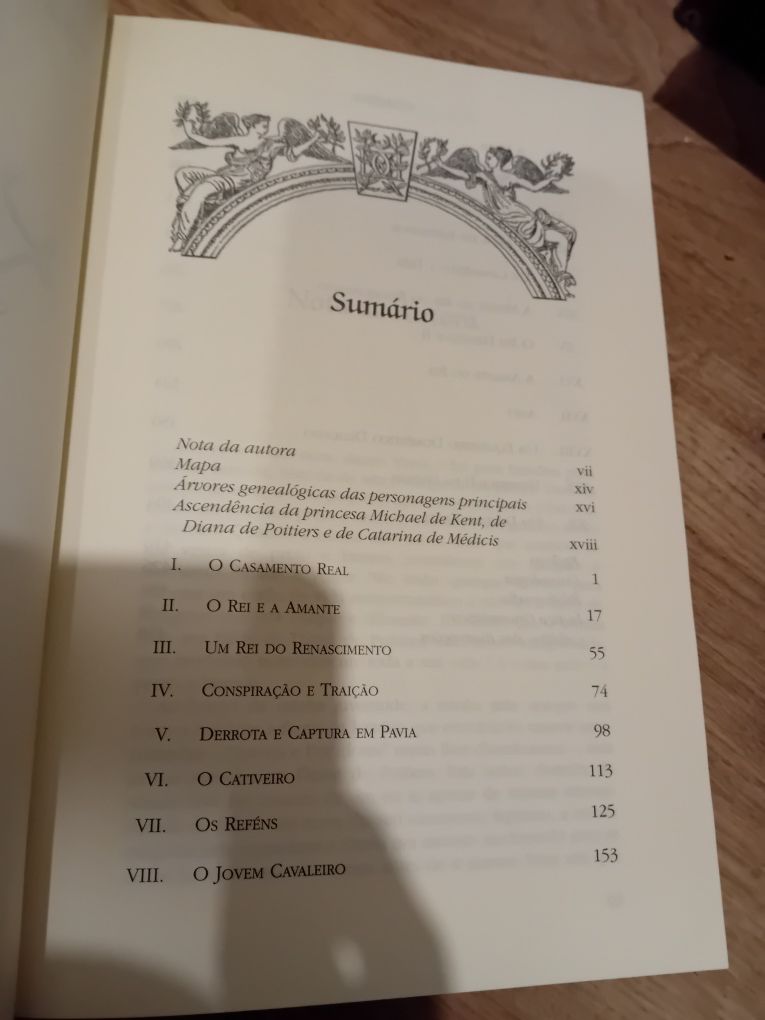 Sumário
Nota da autora vii
Mapa xiv
Árvores genealógicas das personagens principais xvi
Ascendência da princesa Michael de Kent, de
Diana de Poitiers e de Catarina de Médicis xviii
I. O Casamento Real 1
II. O Rei e a Amante 17
III. Um Rei do Renascimento 55
IV. Conspiração e Traição 74
V. Derrota e Captura em Pavia 98
VI. O Cativeiro 113
VII. Os Reféns 125
VIII. O Jovem Cavaleiro 153